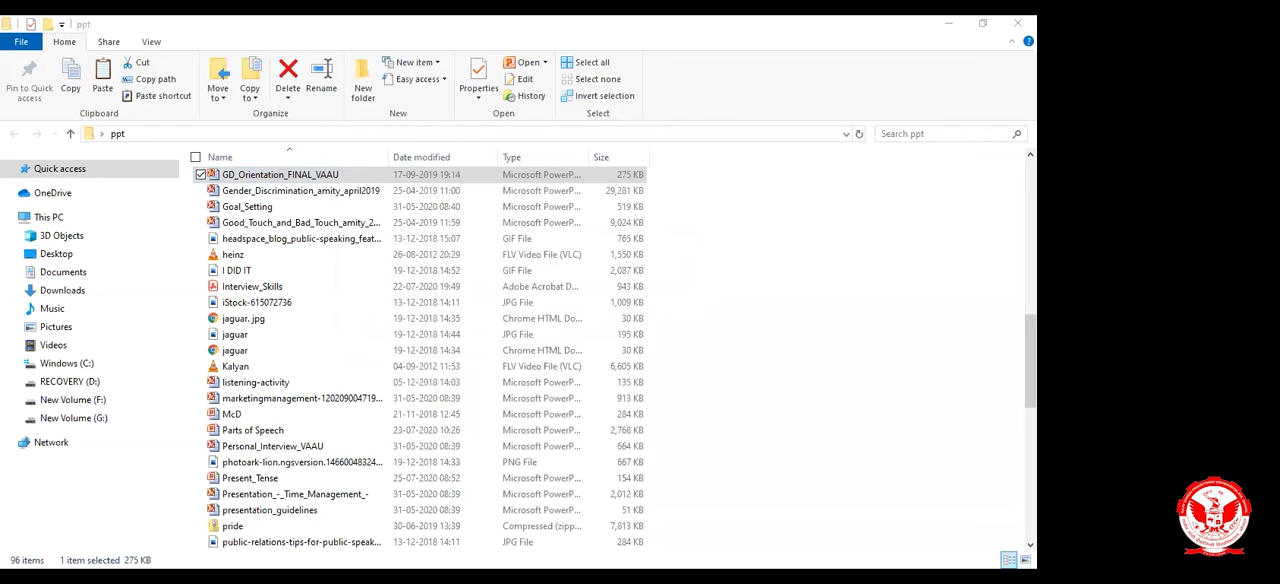 ppt
File Home Share View
Pin to Quick access
Copy
Paste
Cut
Copy path
Paste shortcut
Clipboard
Move to
Copy to
Delete
Rename
Organize
New folder
New item
Easy access
New
Properties
Open
Edit
History
Open
Select all
Select none
Invert selection
Select
ppt
Search ppt
Quick access
OneDrive
This PC
3D Objects
Desktop
Documents
Downloads
Music
Pictures
Videos
Windows (C:)
RECOVERY (D:)
New Volume (F:)
New Volume (G:)
Network
Name Date modified Type Size
GD_Orientation_FINAL_VAAU 17-09-2019 19:14 Microsoft PowerP... 275 KB
Gender_Discrimination_amity_april2019 25-04-2019 11:00 Microsoft PowerP... 29,281 KB
Goal_Setting 31-05-2020 08:40 Microsoft PowerP... 519 KB
Good_Touch_and_Bad_Touch_amity_2... 25-04-2019 11:59 Microsoft PowerP... 9,024 KB
headspace_blog_public-speaking_feat... 13-12-2018 15:07 GIF File 765 KB
heinz 26-08-2012 20:29 FLV Video File (VLC) 1,550 KB
I DID IT 19-12-2018 14:52 GIF File 2,087 KB
Interview_Skills 22-07-2020 19:49 Adobe Acrobat D... 943 KB
iStock-615072736 13-12-2018 14:11 JPG File 1,009 KB
jaguar. jpg 19-12-2018 14:35 Chrome HTML Do... 30 KB
jaguar 19-12-2018 14:44 JPG File 195 KB
jaguar 19-12-2018 14:34 Chrome HTML Do... 30 KB
Kalyan 04-09-2012 11:53 FLV Video File (VLC) 6,605 KB
listening-activity 05-12-2018 14:03 Microsoft PowerP... 135 KB
marketingmanagement-120209004719... 31-05-2020 08:39 Microsoft PowerP... 913 KB
McD 21-11-2018 12:45 Microsoft PowerP... 284 KB
Parts of Speech 23-07-2020 10:26 Microsoft PowerP... 2,768 KB
Personal_Interview_VAAU 31-05-2020 08:39 Microsoft PowerP... 664 KB
photoark-lion.ngsversion.14660048324... 19-12-2018 14:33 PNG File 667 KB
Present_Tense 25-07-2020 08:52 Microsoft PowerP... 154 KB
Presentation_-_Time_Management_- 31-05-2020 08:39 Microsoft PowerP... 2,012 KB
presentation_guidelines 31-05-2020 08:39 Microsoft PowerP... 51 KB
pride 30-06-2019 13:39 Compressed (zipp... 7,813 KB
public-relations-tips-for-public-speak... 13-12-2018 14:11 JPG File 284 KB
96 items 1 item selected 275 KB